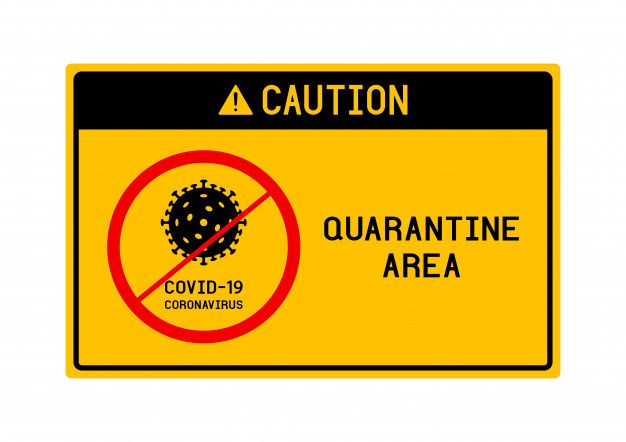 CAUTION
COVID-19
CORONAVIRUS
QUARANTINE
AREA